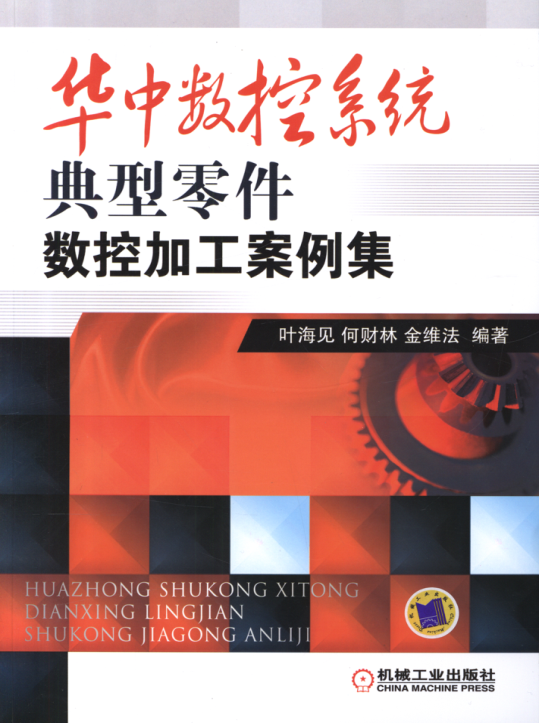 华中数控系统
典型零件
数控加工案例集
叶海见 何财林 金维法 编著
HUAZHONG SHUKONG XITONG
DIANXING LINGJIAN
SHUKONG JIAGONG ANLIJI
机械工业出版社
CHINA MACHINE PRESS